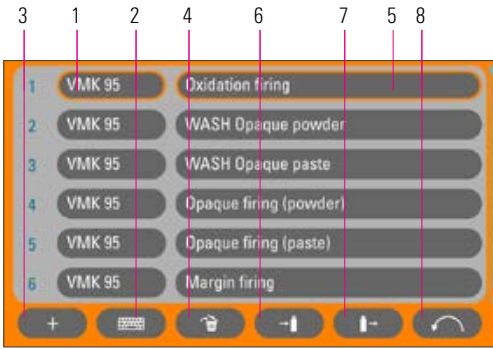 3 1 2 4 6 7 5 8
1 VMK 95 Oxidation firing
2 VMK 95 WASH Opaque powder
3 VMK 95 WASH Opaque paste
4 VMK 95 Opaque firing (powder)
5 VMK 95 Opaque firing (paste)
6 VMK 95 Margin firing
+